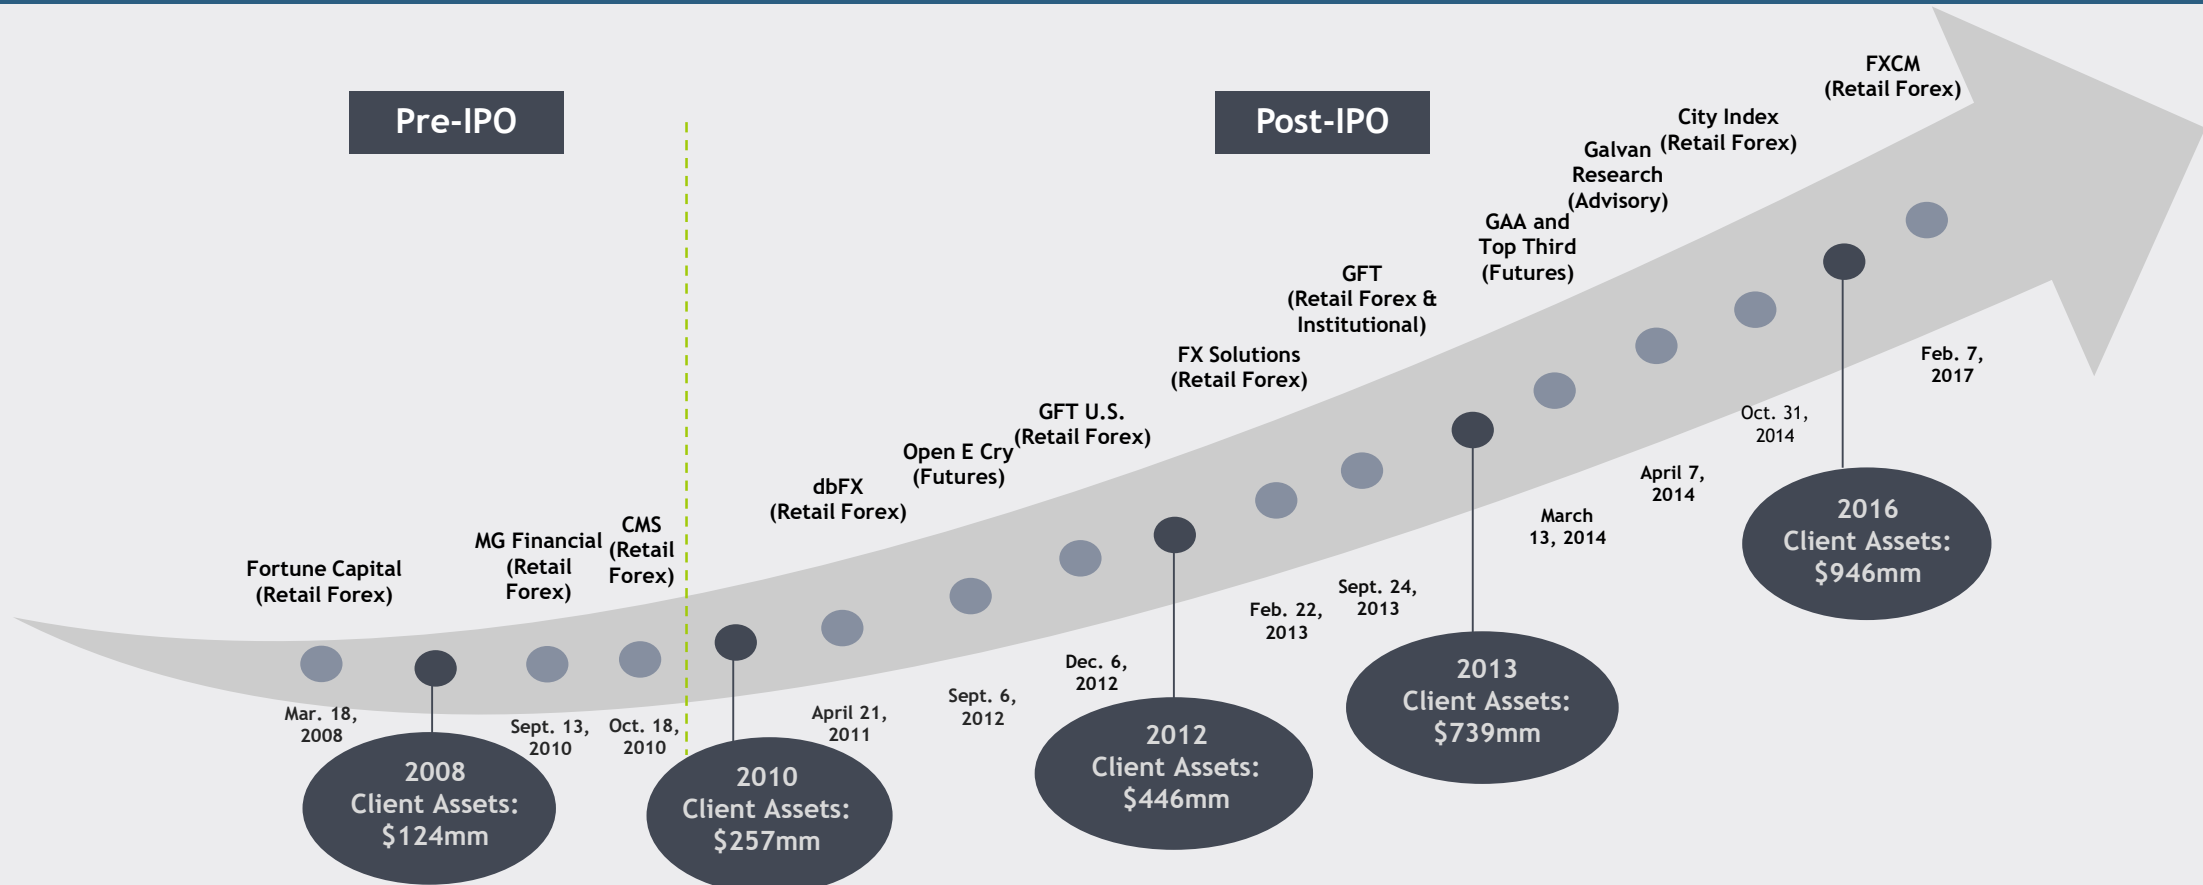 Pre-IPO
Post-IPO
Fortune Capital
(Retail Forex)
MG Financial
(Retail
Forex)
CMS
(Retail
Forex)
dbFX
(Retail Forex)
Open E Cry
(Futures)
GFT U.S.
(Retail Forex)
FX Solutions
(Retail Forex)
GFT
(Retail Forex &
Institutional)
GAA and
Top Third
(Futures)
Galvan
Research
(Advisory)
City Index
(Retail Forex)
FXCM
(Retail Forex)
Mar. 18,
2008
Sept. 13,
2010
Oct. 18,
2010
April 21,
2011
Sept. 6,
2012
Dec. 6,
2012
Feb. 22,
2013
Sept. 24,
2013
March
13, 2014
April 7,
2014
Oct. 31,
2014
Feb. 7,
2017
2008
Client Assets:
$124mm
2010
Client Assets:
$257mm
2012
Client Assets:
$446mm
2013
Client Assets:
$739mm
2016
Client Assets:
$946mm